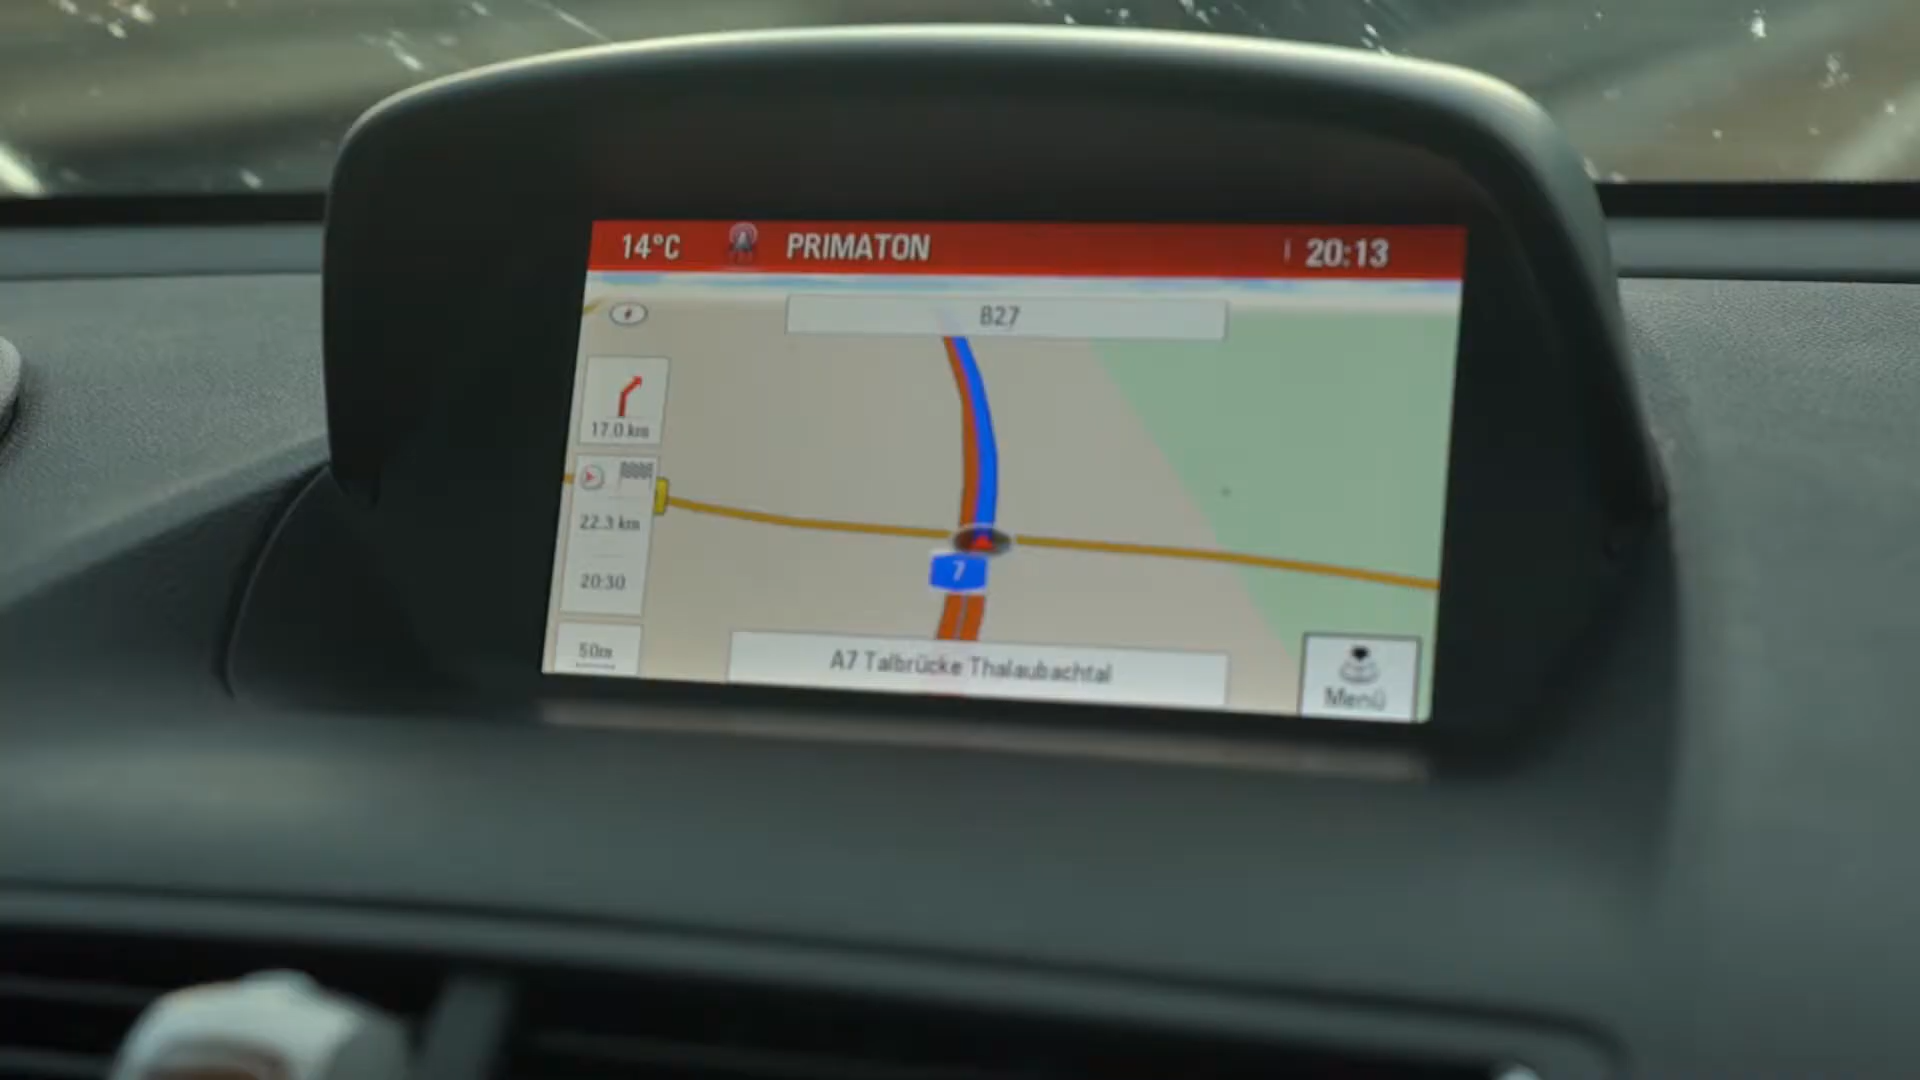 14°C PRIMATON 20:13
B27
17.0 km
22.3 km
20:30
7
50m
A7 Talbrücke Thalaubachtal
Menü